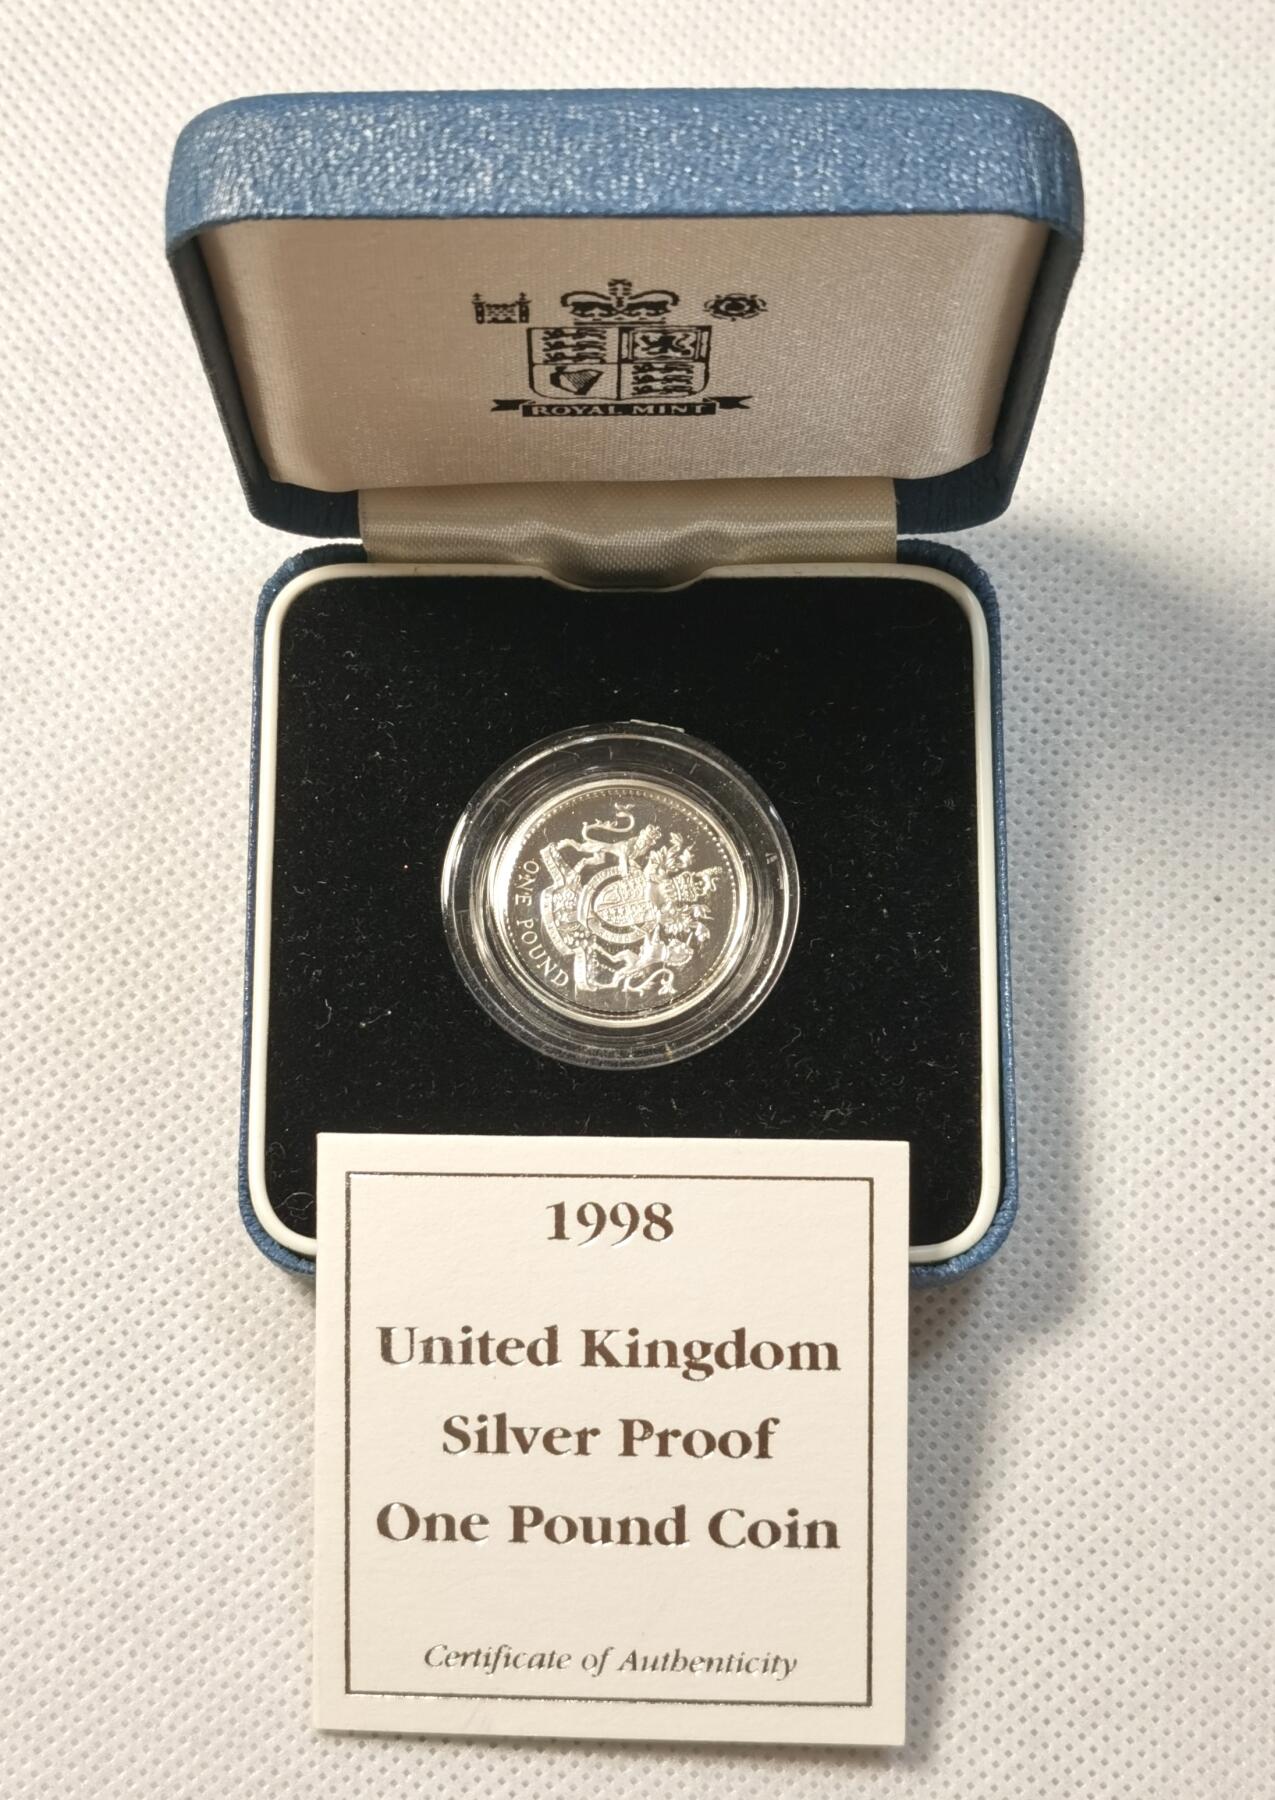 ROYAL MINT
ONE POUND
1998
United Kingdom
Silver Proof
One Pound Coin
Certificate of Authenticity